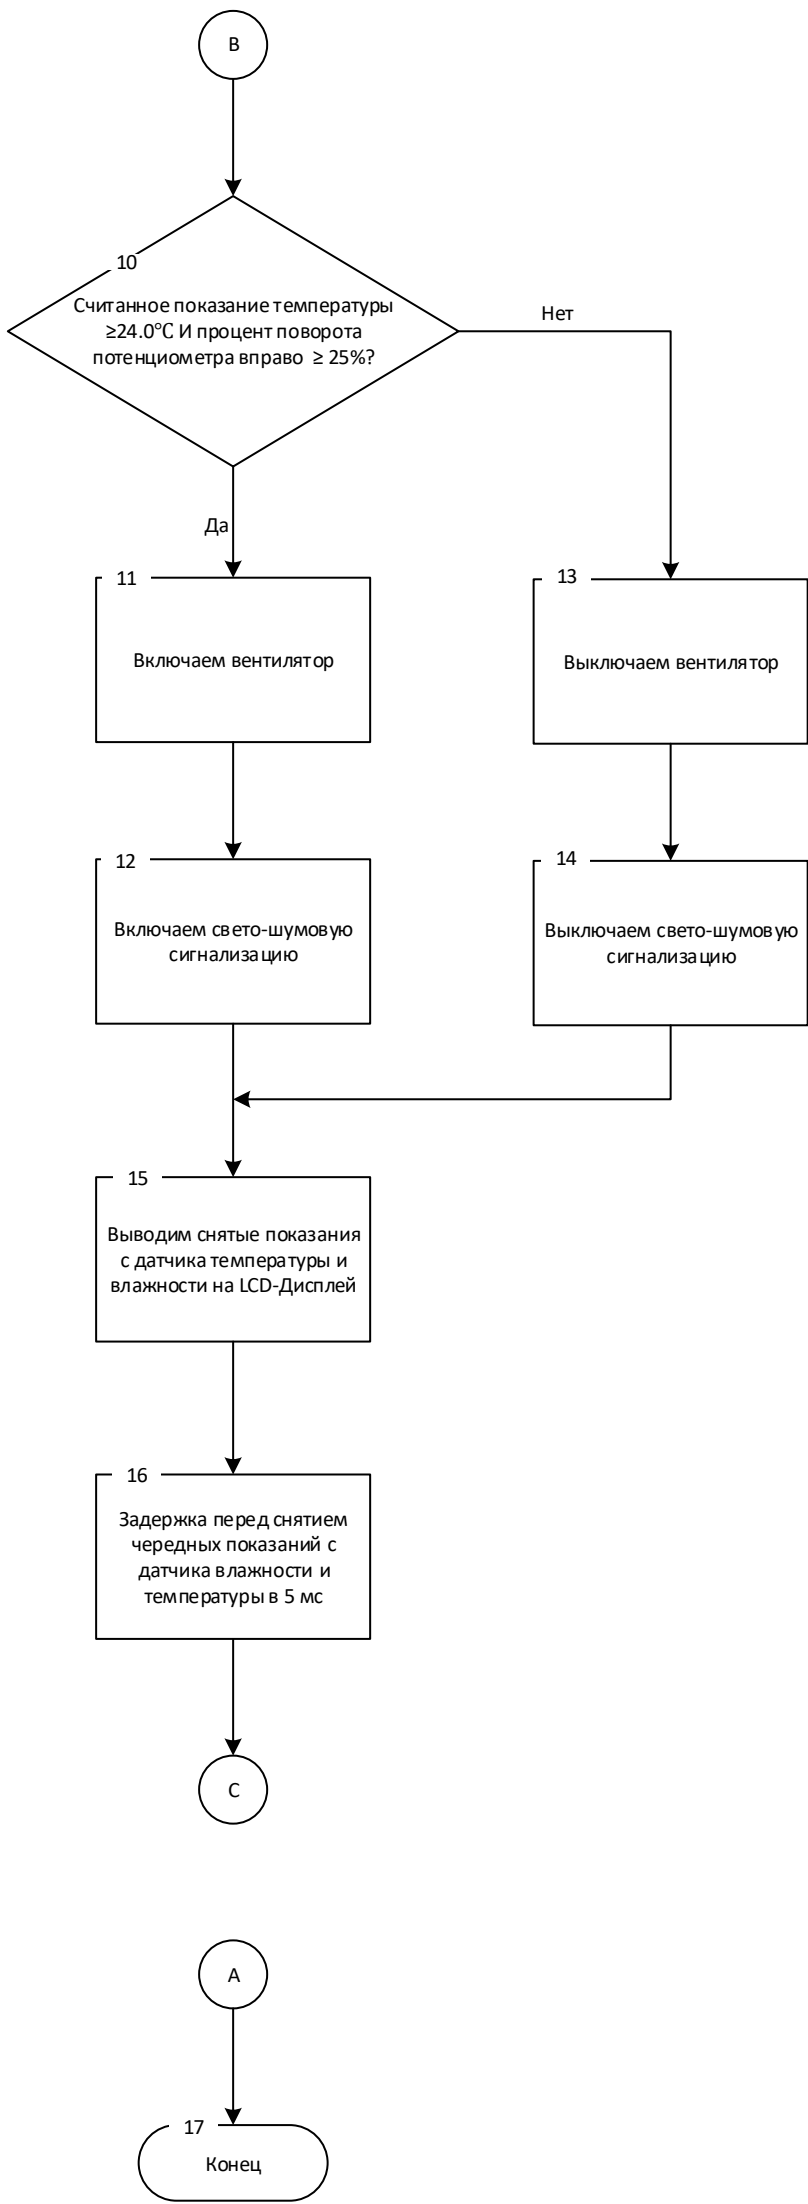 B
10
Считанное показание температуры
≥24.0°C И процент поворота
потенциометра вправо ≥ 25%?
Нет
Да
11
Включаем вентилятор
13
Выключаем вентилятор
12
Включаем свето-шумовую
сигнализацию
14
Выключаем свето-шумовую
сигнализацию
15
Выводим снятые показания
с датчика температуры и
влажности на LCD-Дисплей
16
Задержка перед снятием
чередных показаний с
датчика влажности и
температуры в 5 мс
C
A
17
Конец